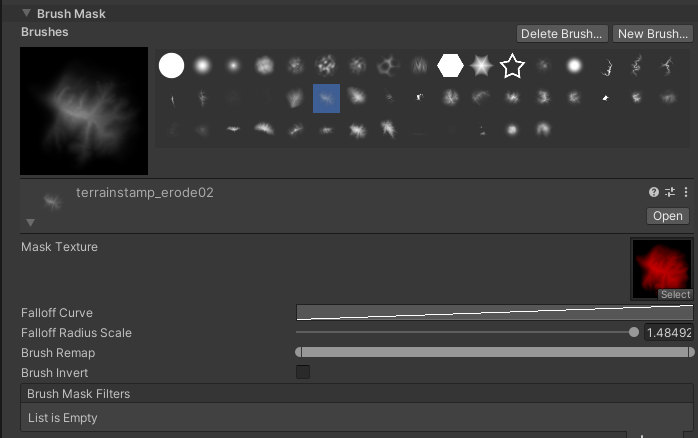 Brush Mask
Brushes
Delete Brush...
New Brush...
terrainstamp_erode02
Open
Mask Texture
Select
Falloff Curve
Falloff Radius Scale
1.48492
Brush Remap
Brush Invert
Brush Mask Filters
List is Empty